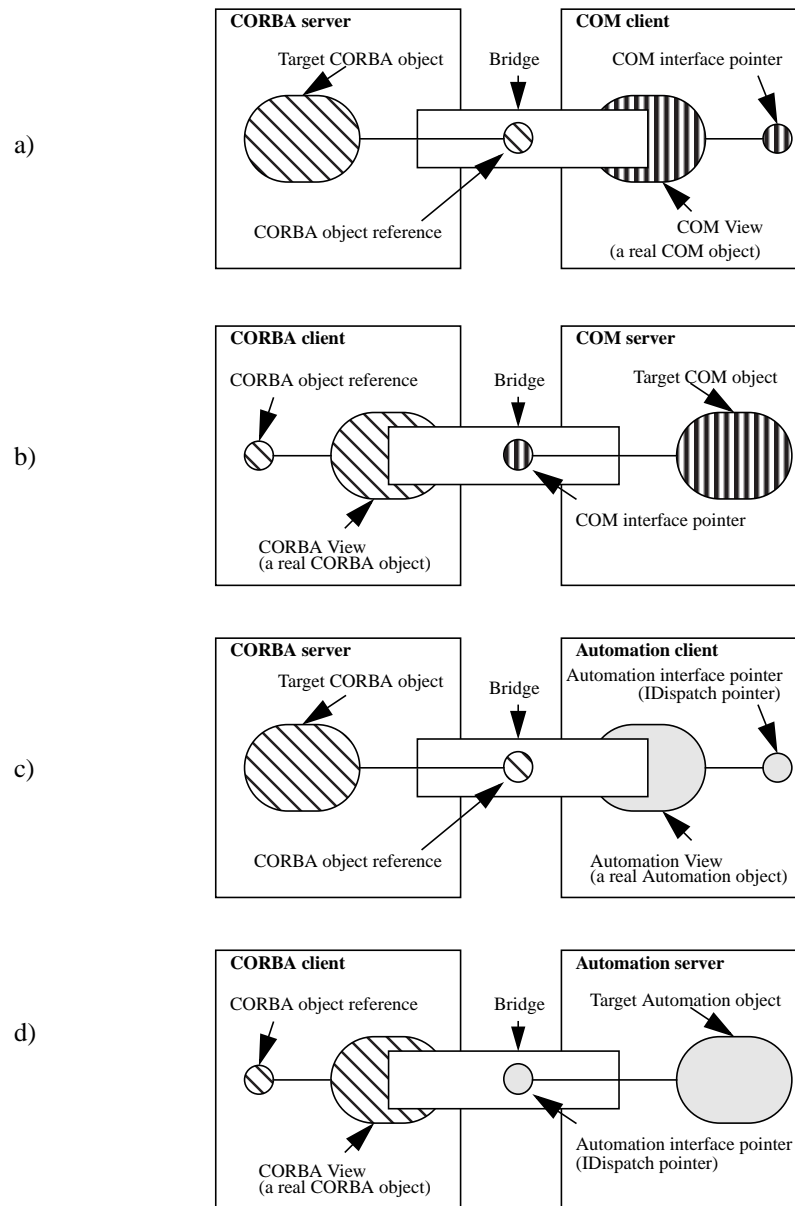 CORBA server
COM client
Target CORBA object
Bridge
COM interface pointer
a)
CORBA object reference
COM View
(a real COM object)
CORBA client
COM server
CORBA object reference
Bridge
Target COM object
b)
COM interface pointer
CORBA View
(a real CORBA object)
CORBA server
Automation client
Target CORBA object
Bridge
Automation interface pointer
(IDispatch pointer)
c)
CORBA object reference
Automation View
(a real Automation object)
CORBA client
Automation server
CORBA object reference
Bridge
Target Automation object
d)
Automation interface pointer
(IDispatch pointer)
CORBA View
(a real CORBA object)